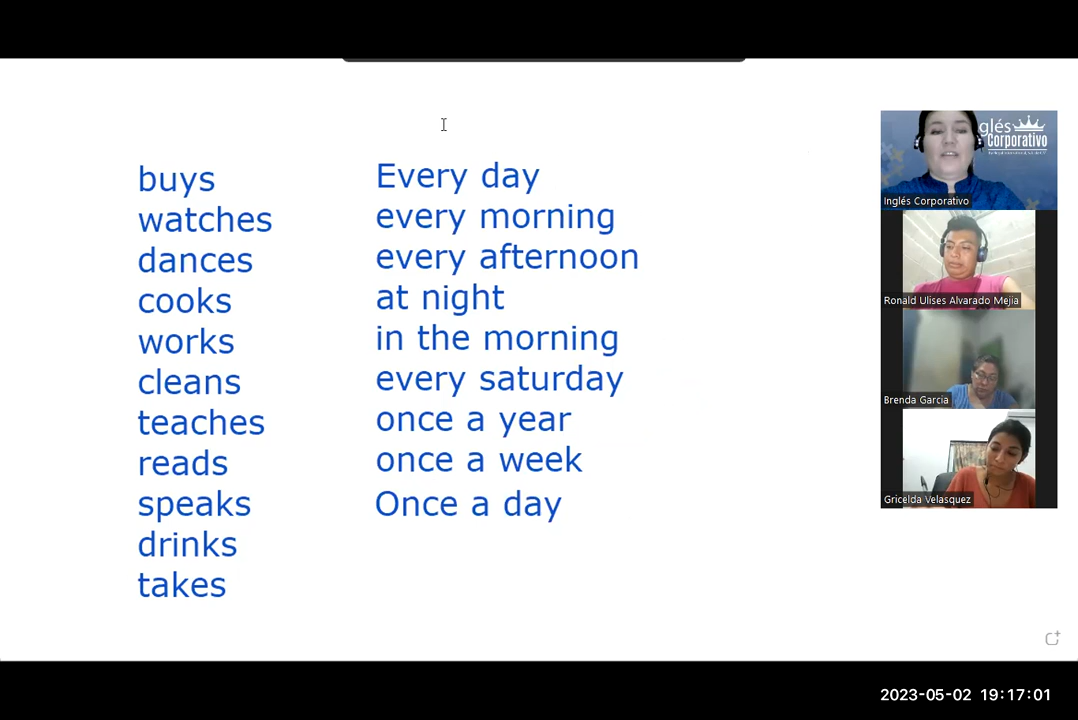 buys
watches
dances
cooks
works
cleans
teaches
reads
speaks
drinks
takes
Every day
every morning
every afternoon
at night
in the morning
every saturday
once a year
once a week
Once a day
glés
Corporativo
Inglés Corporativo
Ronald Ulises Alvarado Mejia
Brenda Garcia
Gricelda Velasquez
2023-05-02 19:17:01